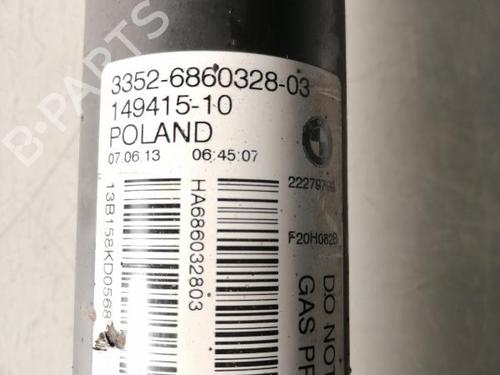 3352-6860328-03
149415-10
POLAND
07.06.13 06:45:07
13B158KD0568
HA686032803
F20H082B
DO NOT
GAS PR
B-PARTS